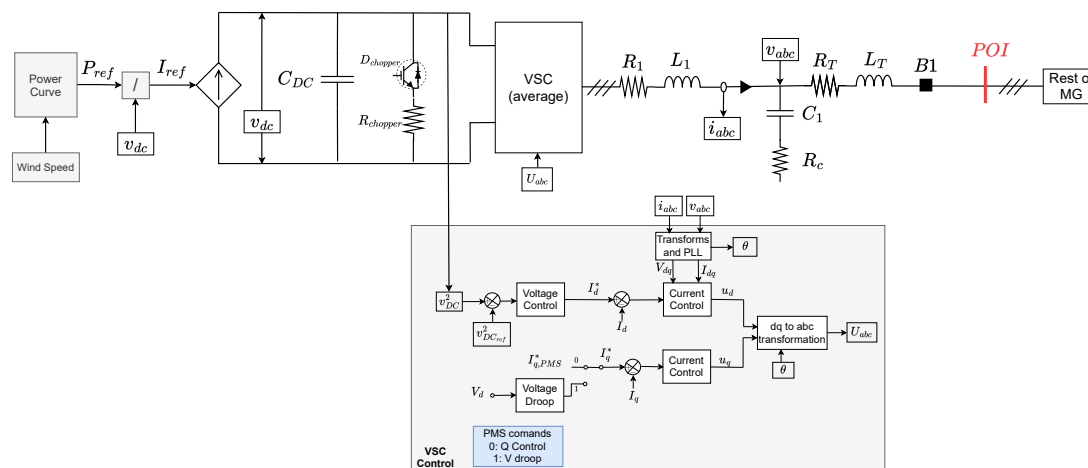 Power
Curve
Wind Speed
P_ref
/
v_dc
I_ref
v_dc
C_DC
D_chopper
R_chopper
VSC
(average)
U_abc
R_1
L_1
i_abc
v_abc
C_1
R_c
R_T
L_T
B1
POI
Rest o
MG
i_abc
v_abc
Transforms
and PLL
θ
V_dq
I_dq
v²_DC
v²_DC_ref
Voltage
Control
I*_d
I_d
Current
Control
u_d
dq to abc
transformation
U_abc
θ
I*_q,PMS
0
I*_q
1
V_d
Voltage
Droop
I_q
Current
Control
u_q
PMS comands
0: Q Control
1: V droop
VSC
Control